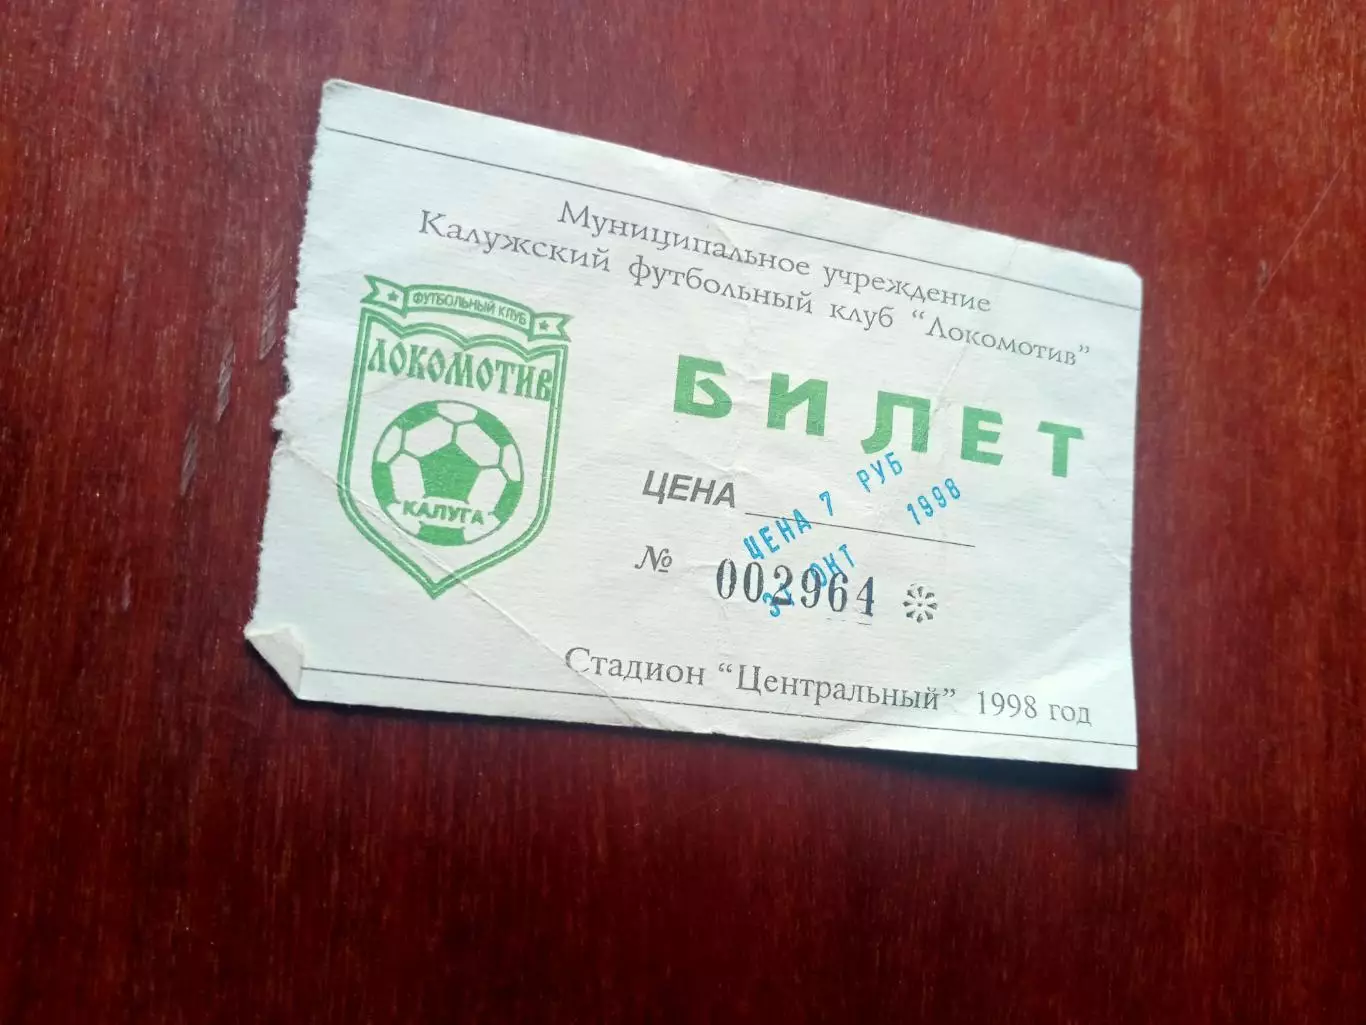 Муниципальное учреждение
Калужский футбольный клуб "Локомотив"
ФУТБОЛЬНЫЙ КЛУБ
ЛОКОМОТИВ
КАЛУГА
БИЛЕТ
ЦЕНА
ЦЕНА 7 РУБ
31 ОКТ 1998
№ 002964
Стадион "Центральный" 1998 год